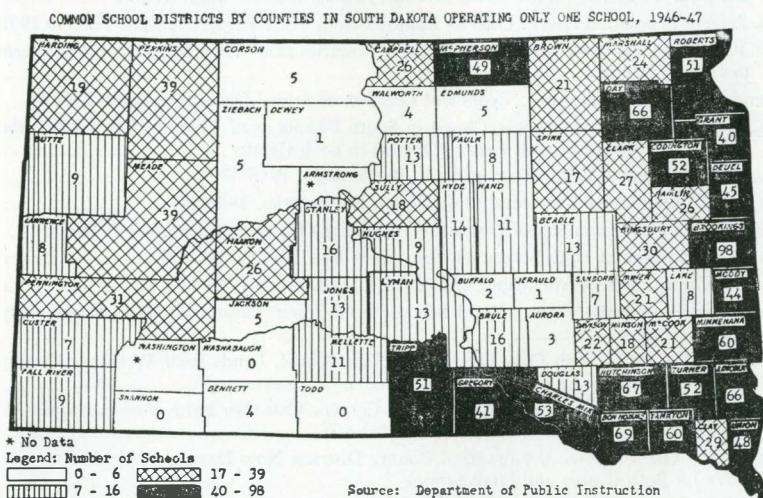 COMMON SCHOOL DISTRICTS BY COUNTIES IN SOUTH DAKOTA OPERATING ONLY ONE SCHOOL, 1946-47
HARDING 19
PERKINS 39
CORSON 5
CAMPBELL 26
McPHERSON 49
BROWN 21
MARSHALL 24
ROBERTS 51
WALWORTH 4
EDMUNDS 5
DAY 66
GRANT 40
ZIEBACH 5
DEWEY
BUTTE 9
MEADE 39
ARMSTRONG *
POTTER 13
FAULK 8
SPINK 17
CLARK 27
CODINGTON 52
DEUEL 45
HAMLIN 26
LAWRENCE 8
STANLEY 16
SULLY 18
HYDE 14
HAND 11
BEADLE 13
KINGSBURY 30
BROOKINGS 98
HAAKON 26
HUGHES 9
PENNINGTON 31
JACKSON 5
JONES 13
LYMAN 13
BUFFALO 2
JERAULD 1
SANBORN 7
MINER 21
LAKE 8
MOODY 44
CUSTER 7
WASHINGTON *
WASHABAUGH 0
MELLETTE 11
TRIPP 51
BRULE 16
AURORA 3
DAVISON 22
HANSON 18
McCOOK 21
MINNEHAHA 60
FALL RIVER 9
SHANNON 0
BENNETT 4
TODD 0
GREGORY 41
CHARLES MIX 53
DOUGLAS 13
HUTCHINSON 67
TURNER 52
LINCOLN 66
BON HOMME 69
YANKTON 60
CLAY 29
UNION 48
* No Data
Legend: Number of Schools
0 - 6
17 - 39
7 - 16
40 - 98
Source: Department of Public Instruction